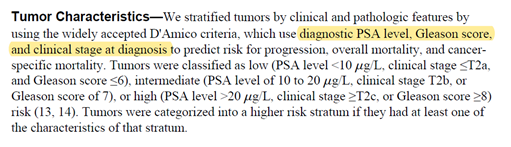 Tumor Characteristics—We stratified tumors by clinical and pathologic features by
using the widely accepted D'Amico criteria, which use diagnostic PSA level, Gleason score,
and clinical stage at diagnosis to predict risk for progression, overall mortality, and cancer-
specific mortality. Tumors were classified as low (PSA level <10 μg/L, clinical stage ≤T2a,
and Gleason score ≤6), intermediate (PSA level of 10 to 20 μg/L, clinical stage T2b, or
Gleason score of 7), or high (PSA level >20 μg/L, clinical stage ≥T2c, or Gleason score ≥8)
risk (13, 14). Tumors were categorized into a higher risk stratum if they had at least one of
the characteristics of that stratum.